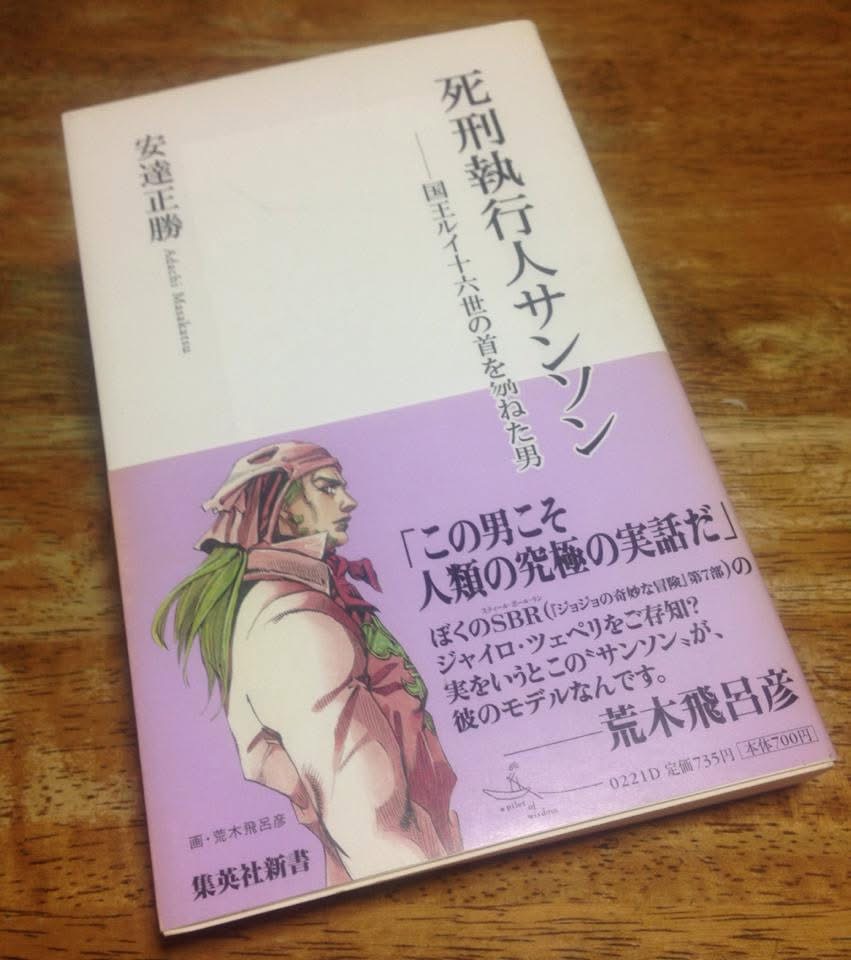 死刑執行人サンソン
――国王ルイ十六世の首を刎ねた男
安達正勝
Adachi Masakatsu
「この男こそ
人類の究極の実話だ」
スティール・ボール・ラン
ぼくのSBR(『ジョジョの奇妙な冒険』第7部)の
ジャイロ・ツェペリをご存知?
実をいうとこの〝サンソン〟が、
彼のモデルなんです。
――荒木飛呂彦
0221D 定価735円 本体700円
a pilot of
wisdom
画・荒木飛呂彦
集英社新書